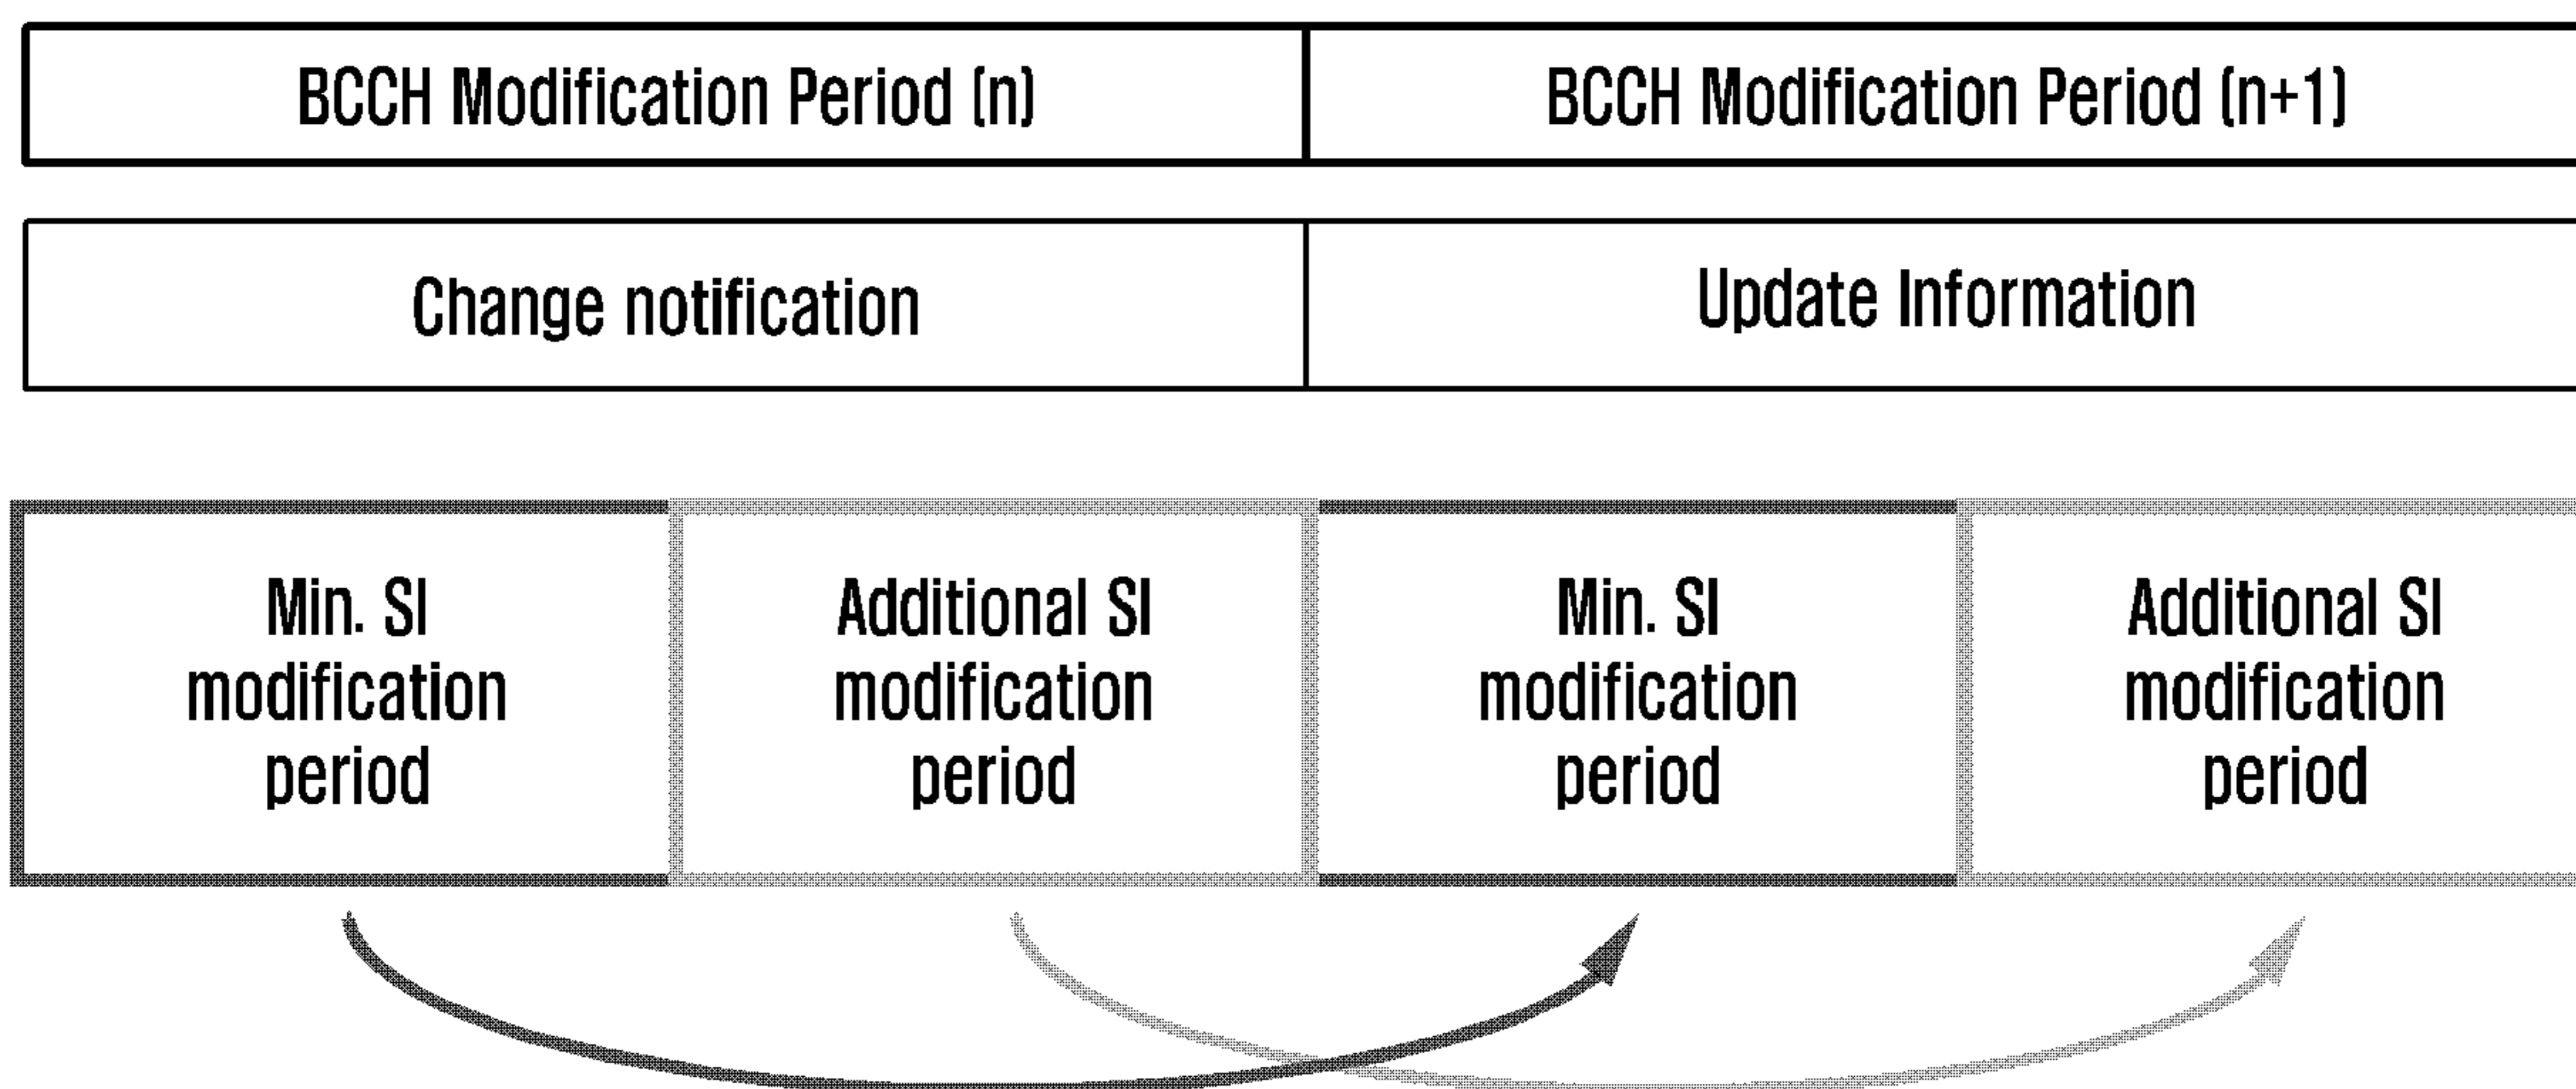 BCCH Modification Period (n)
BCCH Modification Period (n+1)
Change notification
Update Information
Min. SI
modification
period
Additional SI
modification
period
Min. SI
modification
period
Additional SI
modification
period